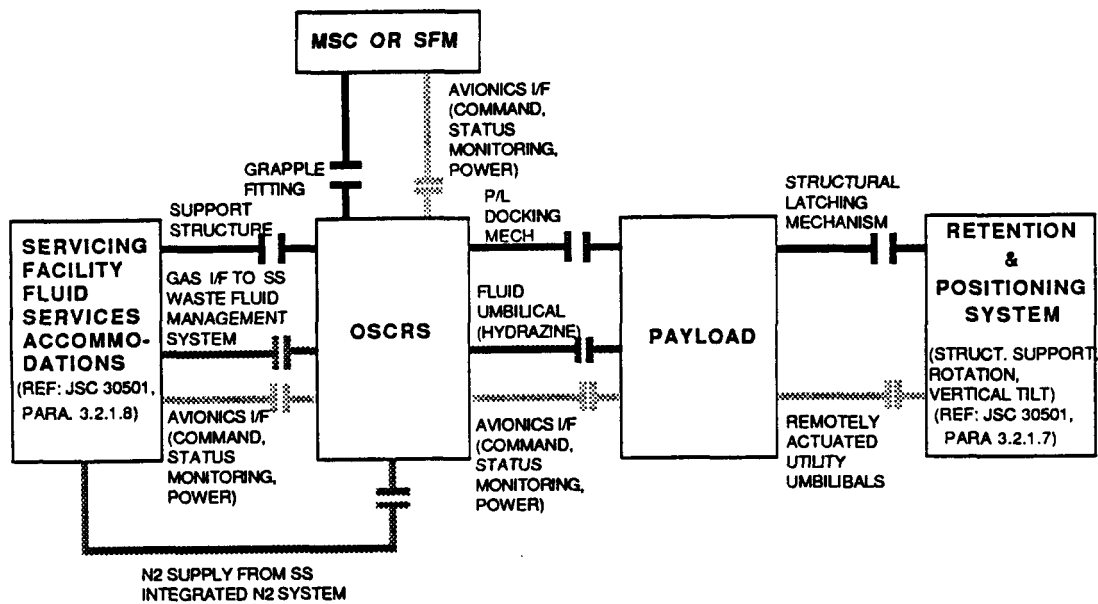 MSC OR SFM
AVIONICS I/F
(COMMAND,
STATUS
MONITORING,
POWER)
GRAPPLE
FITTING
SUPPORT
STRUCTURE
P/L
DOCKING
MECH
STRUCTURAL
LATCHING
MECHANISM
SERVICING
FACILITY
FLUID
SERVICES
ACCOMMO-
DATIONS
(REF: JSC 30501,
PARA. 3.2.1.8)
GAS I/F TO SS
WASTE FLUID
MANAGEMENT
SYSTEM
OSCRS
FLUID
UMBILICAL
(HYDRAZINE)
PAYLOAD
RETENTION
&
POSITIONING
SYSTEM
(STRUCT. SUPPORT,
ROTATION,
VERTICAL TILT)
(REF: JSC 30501,
PARA 3.2.1.7)
AVIONICS I/F
(COMMAND,
STATUS
MONITORING,
POWER)
AVIONICS I/F
(COMMAND,
STATUS
MONITORING,
POWER)
REMOTELY
ACTUATED
UTILITY
UMBILIBALS
N2 SUPPLY FROM SS
INTEGRATED N2 SYSTEM